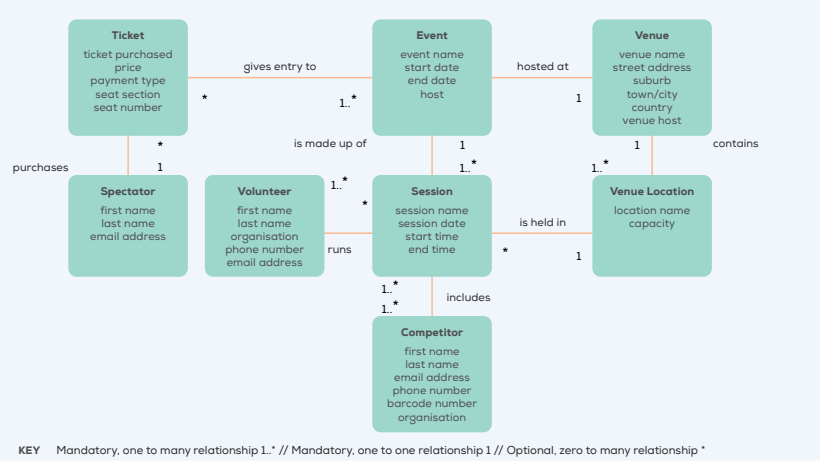 Ticket
ticket purchased
price
payment type
seat section
seat number
gives entry to
*
1..*
Event
event name
start date
end date
host
hosted at
1
Venue
venue name
street address
suburb
town/city
country
venue host
purchases
*
1
is made up of
1
1..*
1
1..*
contains
Spectator
first name
last name
email address
Volunteer
first name
last name
organisation
phone number
email address
1..*
*
runs
Session
session name
session date
start time
end time
is held in
*
1
Venue Location
location name
capacity
1..*
1..*
includes
Competitor
first name
last name
email address
phone number
barcode number
organisation
KEY Mandatory, one to many relationship 1..* // Mandatory, one to one relationship 1 // Optional, zero to many relationship *